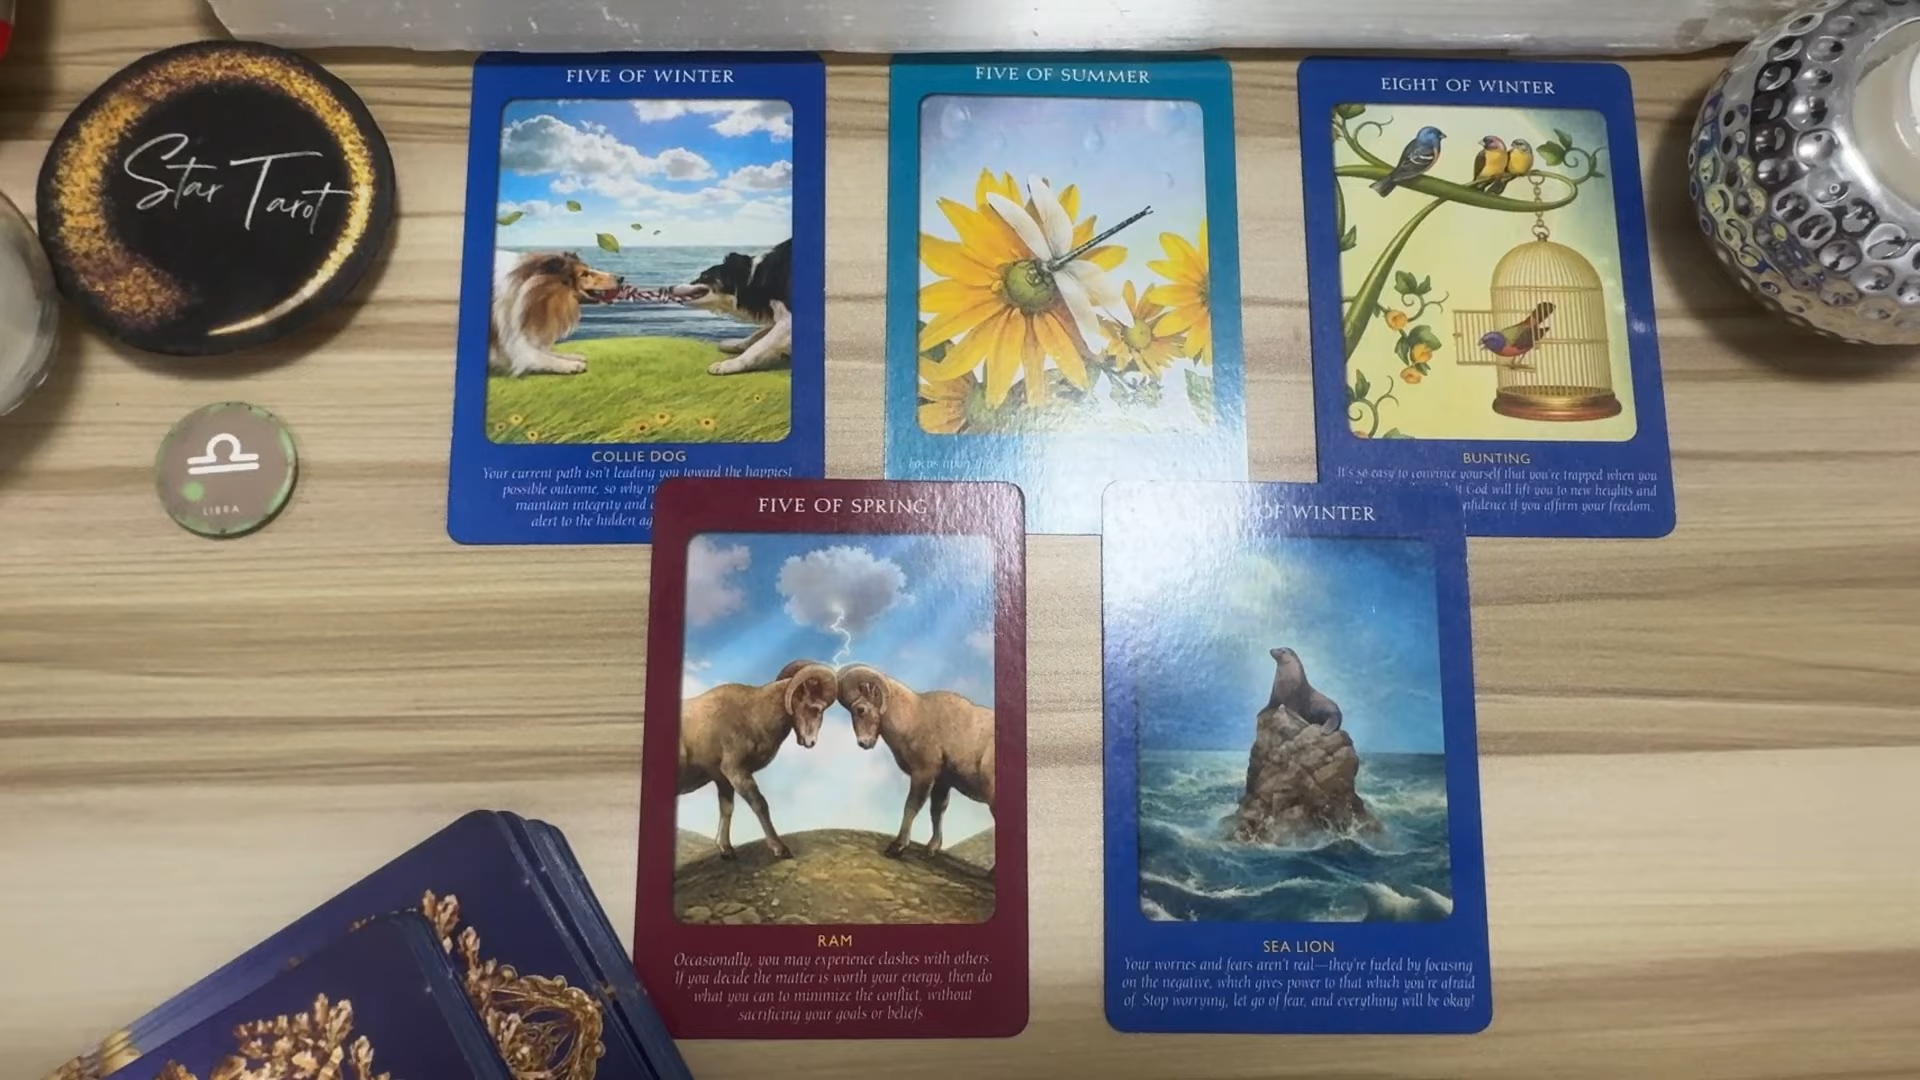 Star Tarot
LIBRA
FIVE OF WINTER
COLLIE DOG
Your current path isn't leading you toward the happiest
possible outcome, so why
maintain integrity and
alert to the hidden
FIVE OF SUMMER
Focus upon the
EIGHT OF WINTER
BUNTING
It's so easy to convince yourself that you're trapped when you
God will lift you to new heights and
if you affirm your freedom.
FIVE OF SPRING
RAM
Occasionally, you may experience clashes with others.
If you decide the matter is worth your energy, then do
what you can to minimize the conflict, without
sacrificing your goals or beliefs.
OF WINTER
SEA LION
Your worries and fears aren't real—they're fueled by focusing
on the negative, which gives power to that which you're afraid
of. Stop worrying, let go of fear, and everything will be okay!